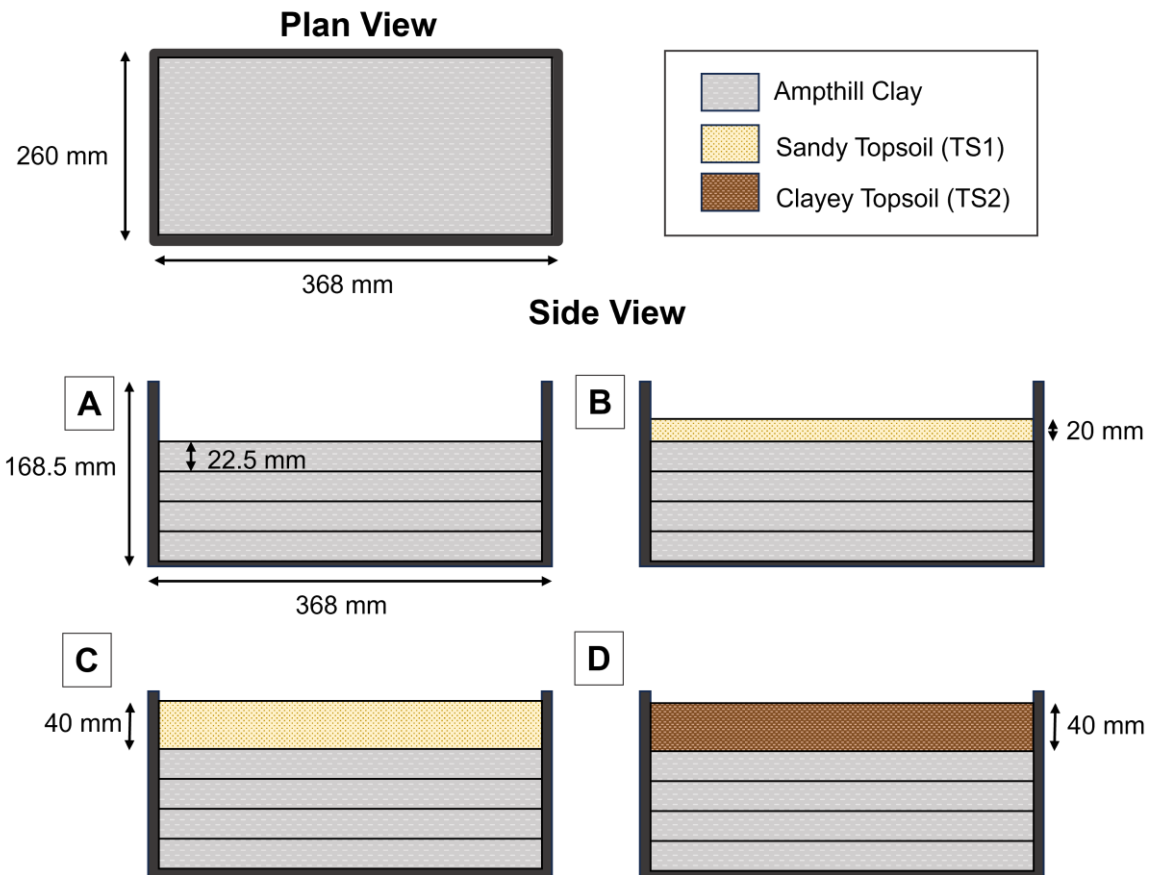 Plan View
260 mm
368 mm
Ampthill Clay
Sandy Topsoil (TS1)
Clayey Topsoil (TS2)
Side View
A
168.5 mm
22.5 mm
368 mm
B
20 mm
C
40 mm
D
40 mm